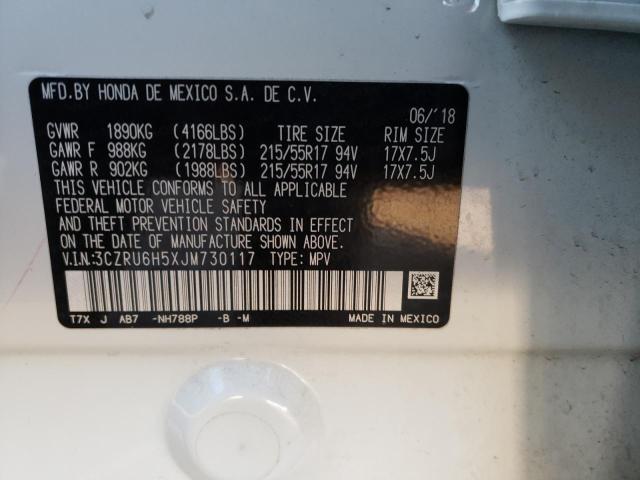 MFD.BY HONDA DE MEXICO S.A. DE C.V.
06/'18
GVWR 1890KG (4166LBS) TIRE SIZE RIM SIZE
GAWR F 988KG (2178LBS) 215/55R17 94V 17X7.5J
GAWR R 902KG (1988LBS) 215/55R17 94V 17X7.5J
THIS VEHICLE CONFORMS TO ALL APPLICABLE
FEDERAL MOTOR VEHICLE SAFETY
AND THEFT PREVENTION STANDARDS IN EFFECT
ON THE DATE OF MANUFACTURE SHOWN ABOVE.
V.I.N.:3CZRU6H5XJM730117 TYPE: MPV
T7X J AB7 -NH788P -B -M MADE IN MEXICO